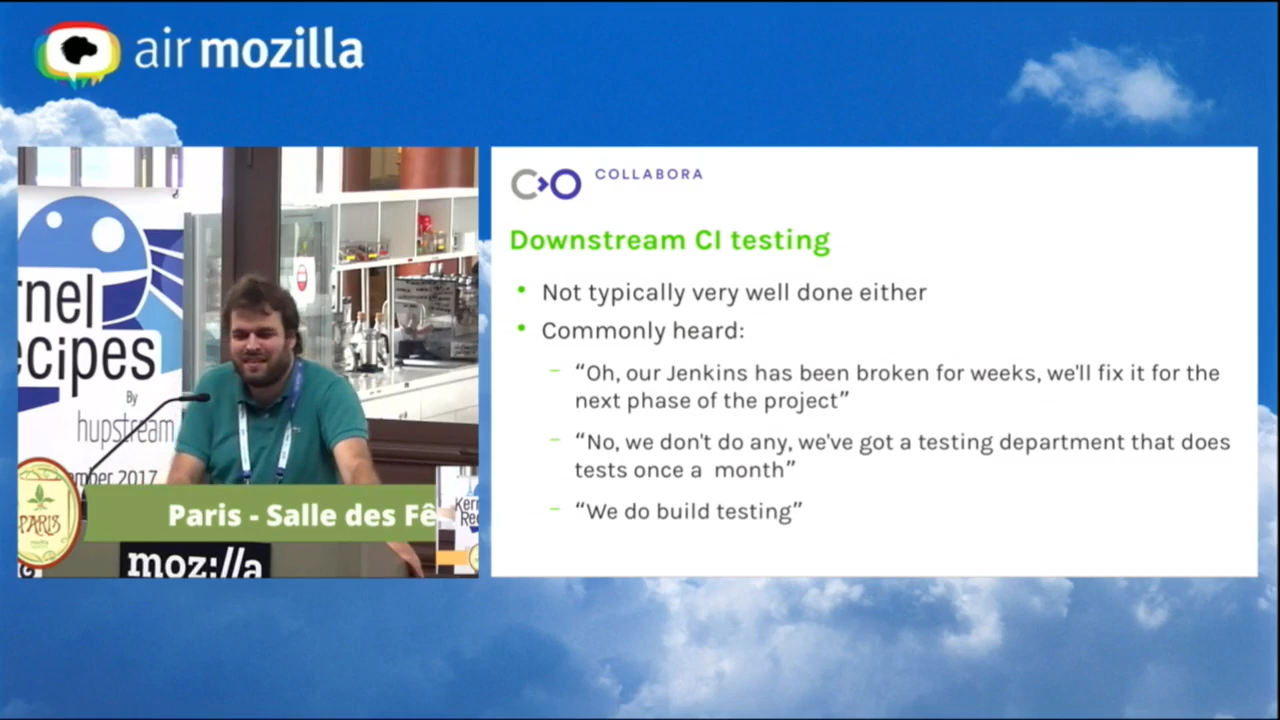 air mozilla
rnel
ecipes
By
hupstream
ember 2017
PARIS
Paris - Salle des Fê
moz://a
COLLABORA
Downstream CI testing
• Not typically very well done either
• Commonly heard:
– “Oh, our Jenkins has been broken for weeks, we'll fix it for the
next phase of the project”
– “No, we don't do any, we've got a testing department that does
tests once a month”
– “We do build testing”